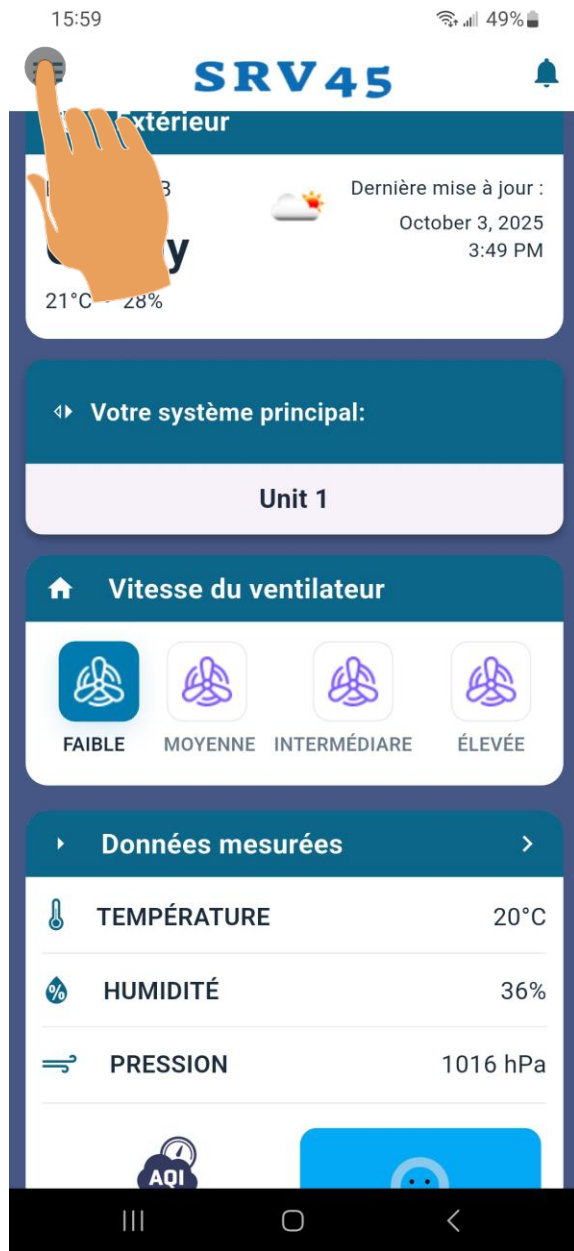 15:59
49%
SRV45
Extérieur
Dernière mise à jour :
October 3, 2025
3:49 PM
21°C
28%
Votre système principal:
Unit 1
Vitesse du ventilateur
FAIBLE MOYENNE INTERMÉDIARE ÉLEVÉE
Données mesurées
TEMPÉRATURE 20°C
% HUMIDITÉ 36%
PRESSION 1016 hPa
AQI